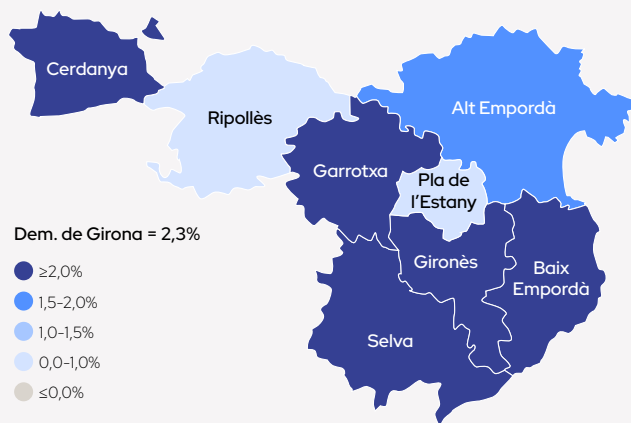 Cerdanya
Ripollès
Alt Empordà
Garrotxa
Pla de
l'Estany
Gironès
Baix
Empordà
Selva
Dem. de Girona = 2,3%
≥2,0%
1,5-2,0%
1,0-1,5%
0,0-1,0%
≤0,0%